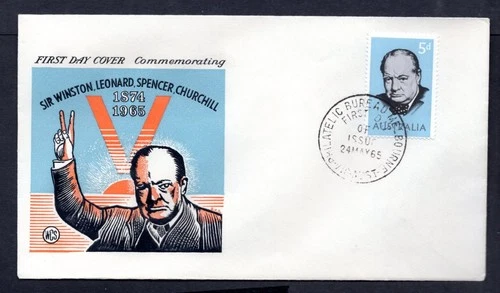 FIRST DAY COVER Commemorating
SIR WINSTON, LEONARD, SPENCER, CHURCHILL
1874
1965
WCS
5d
AUSTRALIA
PHILATELIC BUREAU MELBOURNE
FIRST DAY
OF
ISSUE
24 MAY 65